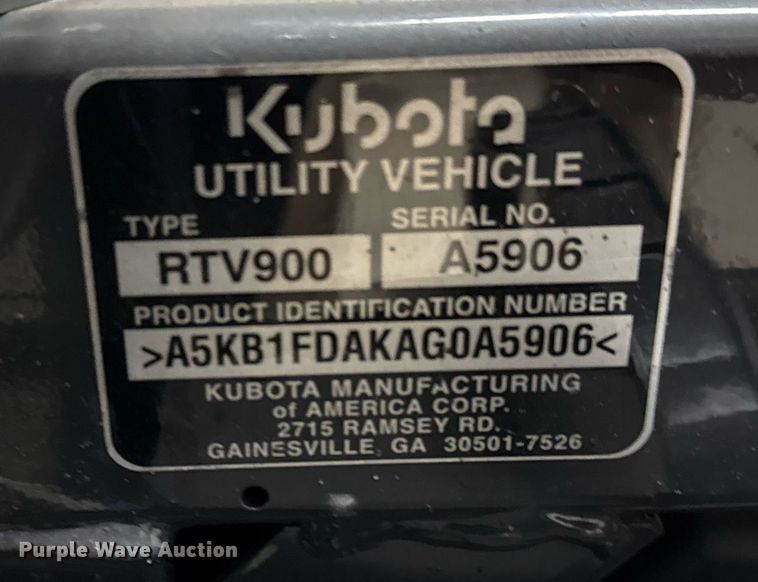 Kubota
UTILITY VEHICLE
TYPE SERIAL NO.
RTV900 A5906
PRODUCT IDENTIFICATION NUMBER
>A5KB1FDAKAG0A5906<
KUBOTA MANUFACTURING
of AMERICA CORP.
2715 RAMSEY RD.
GAINESVILLE, GA 30501-7526
Purple Wave Auction